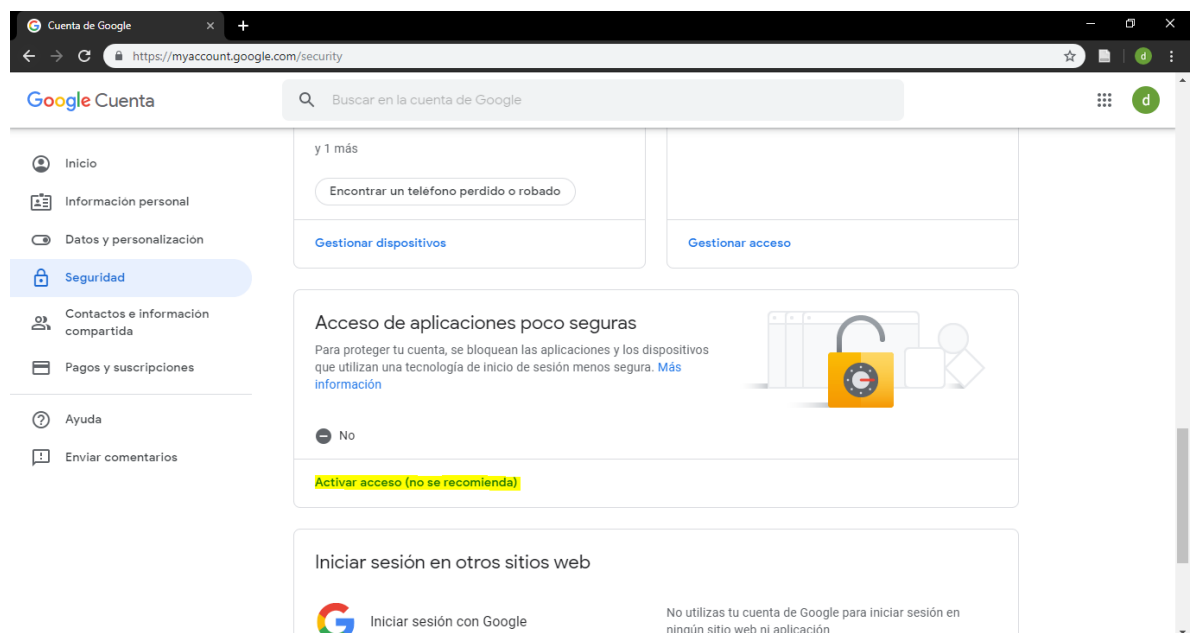 Cuenta de Google
https://myaccount.google.com/security
d
Google Cuenta
Buscar en la cuenta de Google
d
Inicio
Información personal
Datos y personalización
Seguridad
Contactos e información
compartida
Pagos y suscripciones
Ayuda
Enviar comentarios
y 1 más
Encontrar un teléfono perdido o robado
Gestionar dispositivos
Gestionar acceso
Acceso de aplicaciones poco seguras
Para proteger tu cuenta, se bloquean las aplicaciones y los dispositivos
que utilizan una tecnología de inicio de sesión menos segura. Más
información
No
Activar acceso (no se recomienda)
Iniciar sesión en otros sitios web
Iniciar sesión con Google
No utilizas tu cuenta de Google para iniciar sesión en
ningún sitio web ni aplicación